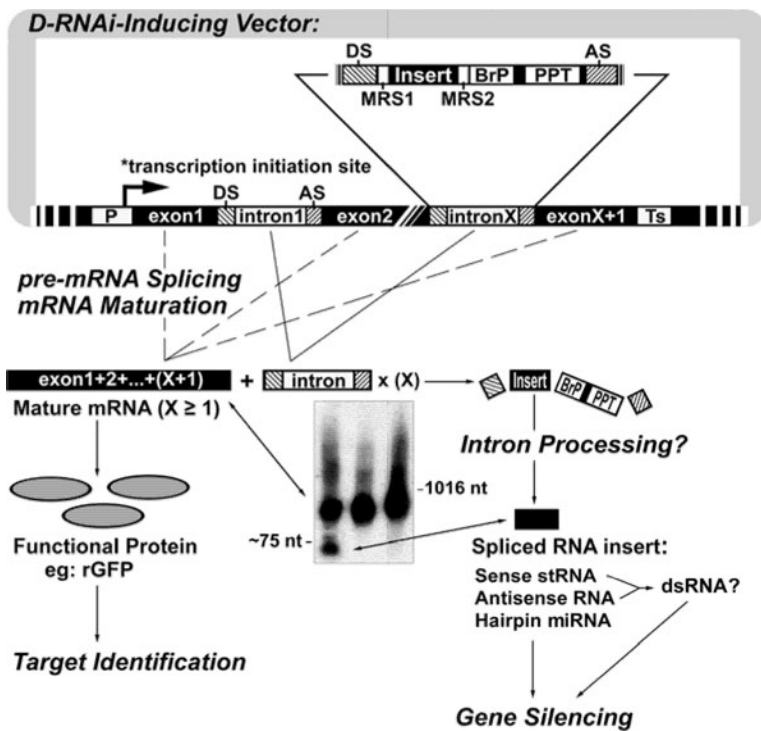 D-RNAi-Inducing Vector:
DS AS
Insert BrP PPT
MRS1 MRS2
*transcription initiation site
DS AS
P exon1 intron1 exon2 intronX exonX+1 Ts
pre-mRNA Splicing
mRNA Maturation
exon1+2+...+(X+1) + intron x (X) Insert BrP PPT
Mature mRNA (X ≥ 1)
Intron Processing?
-1016 nt
~75 nt -
Functional Protein
eg: rGFP
Spliced RNA insert:
Sense stRNA
Antisense RNA
Hairpin miRNA
dsRNA?
Target Identification
Gene Silencing